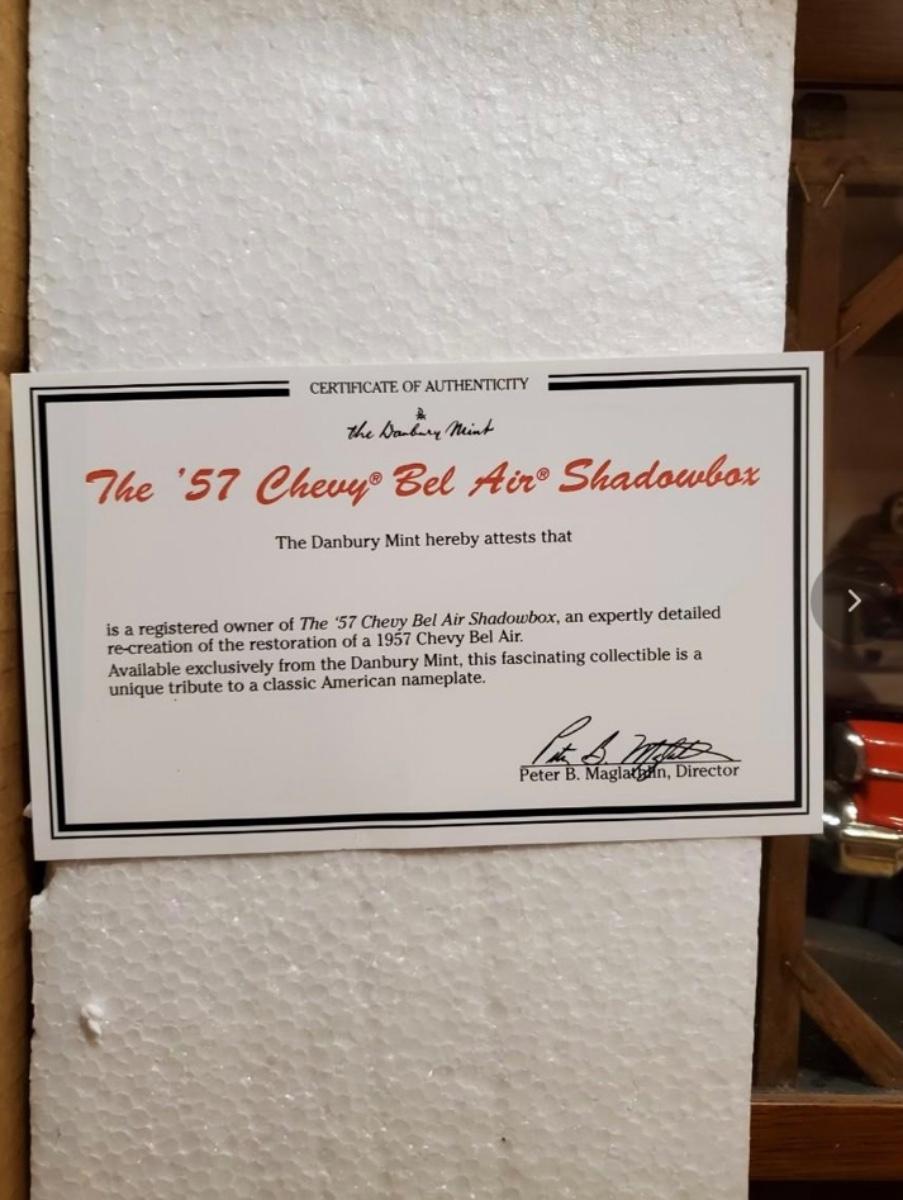 CERTIFICATE OF AUTHENTICITY
the Danbury Mint
The '57 Chevy® Bel Air® Shadowbox
The Danbury Mint hereby attests that
is a registered owner of The '57 Chevy Bel Air Shadowbox, an expertly detailed
re-creation of the restoration of a 1957 Chevy Bel Air.
Available exclusively from the Danbury Mint, this fascinating collectible is a
unique tribute to a classic American nameplate.
Peter B. Maglathlin
Peter B. Maglathlin, Director